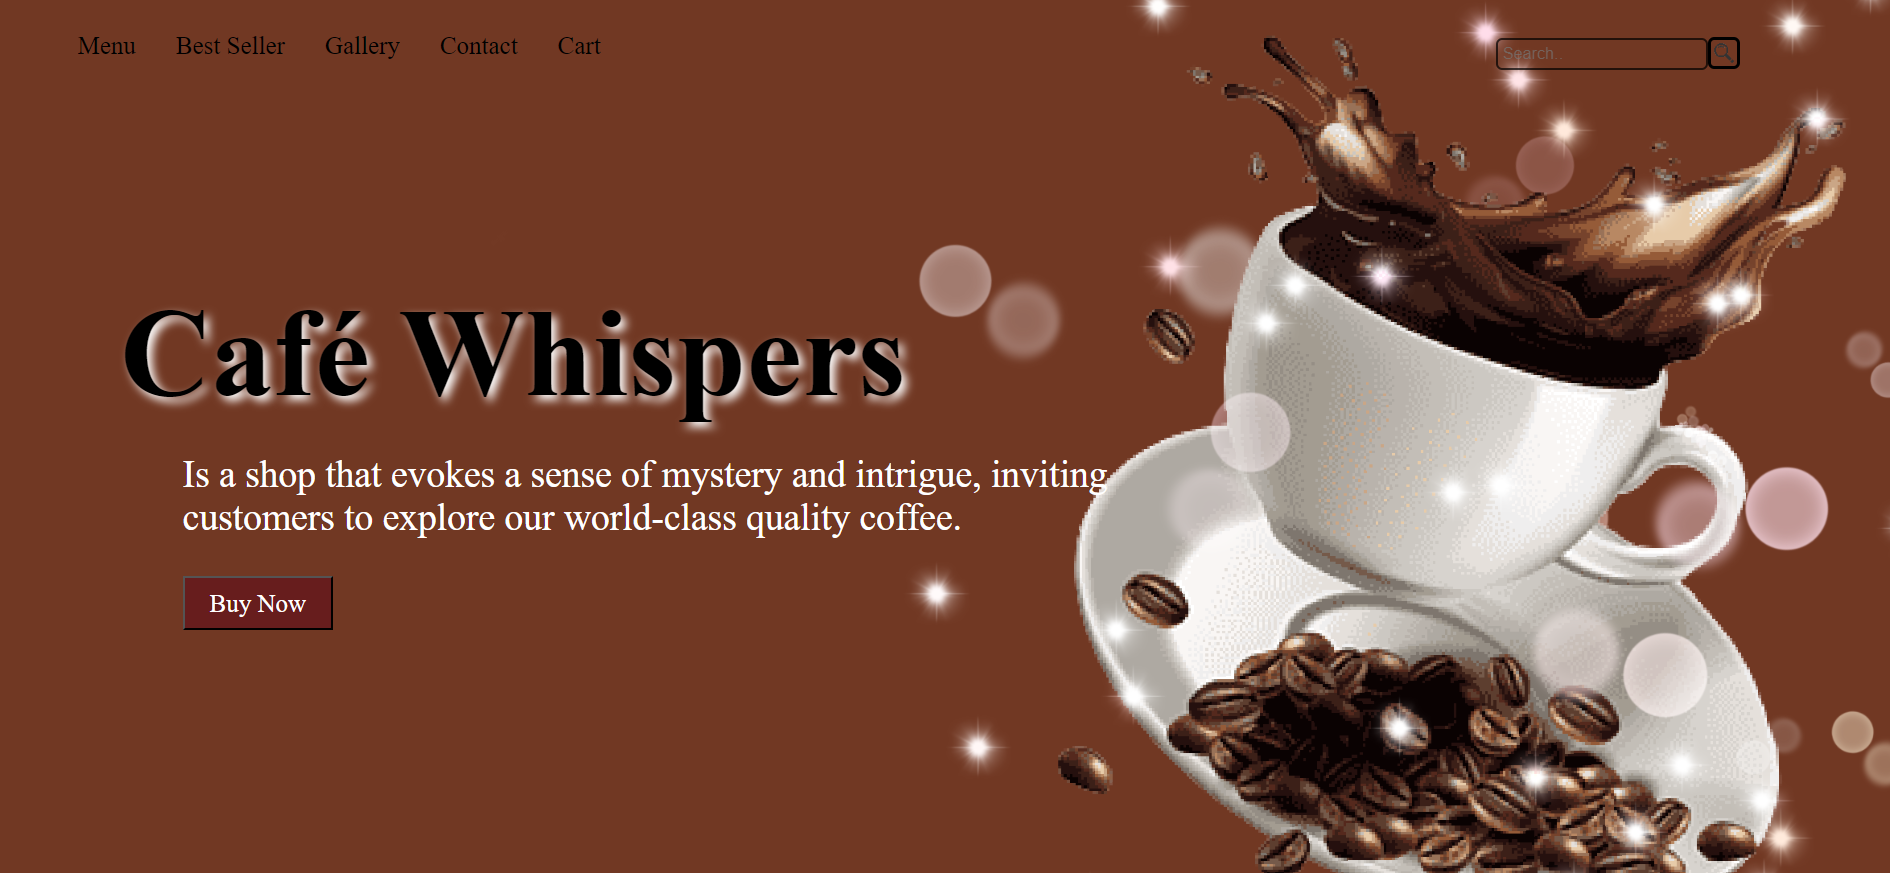 Menu Best Seller Gallery Contact Cart
Search..
Café Whispers
Is a shop that evokes a sense of mystery and intrigue, inviting
customers to explore our world-class quality coffee.
Buy Now